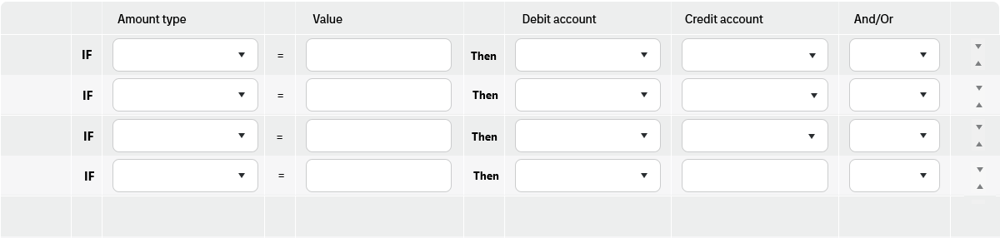 Amount type Value Debit account Credit account And/Or
IF = Then
IF = Then
IF = Then
IF = Then